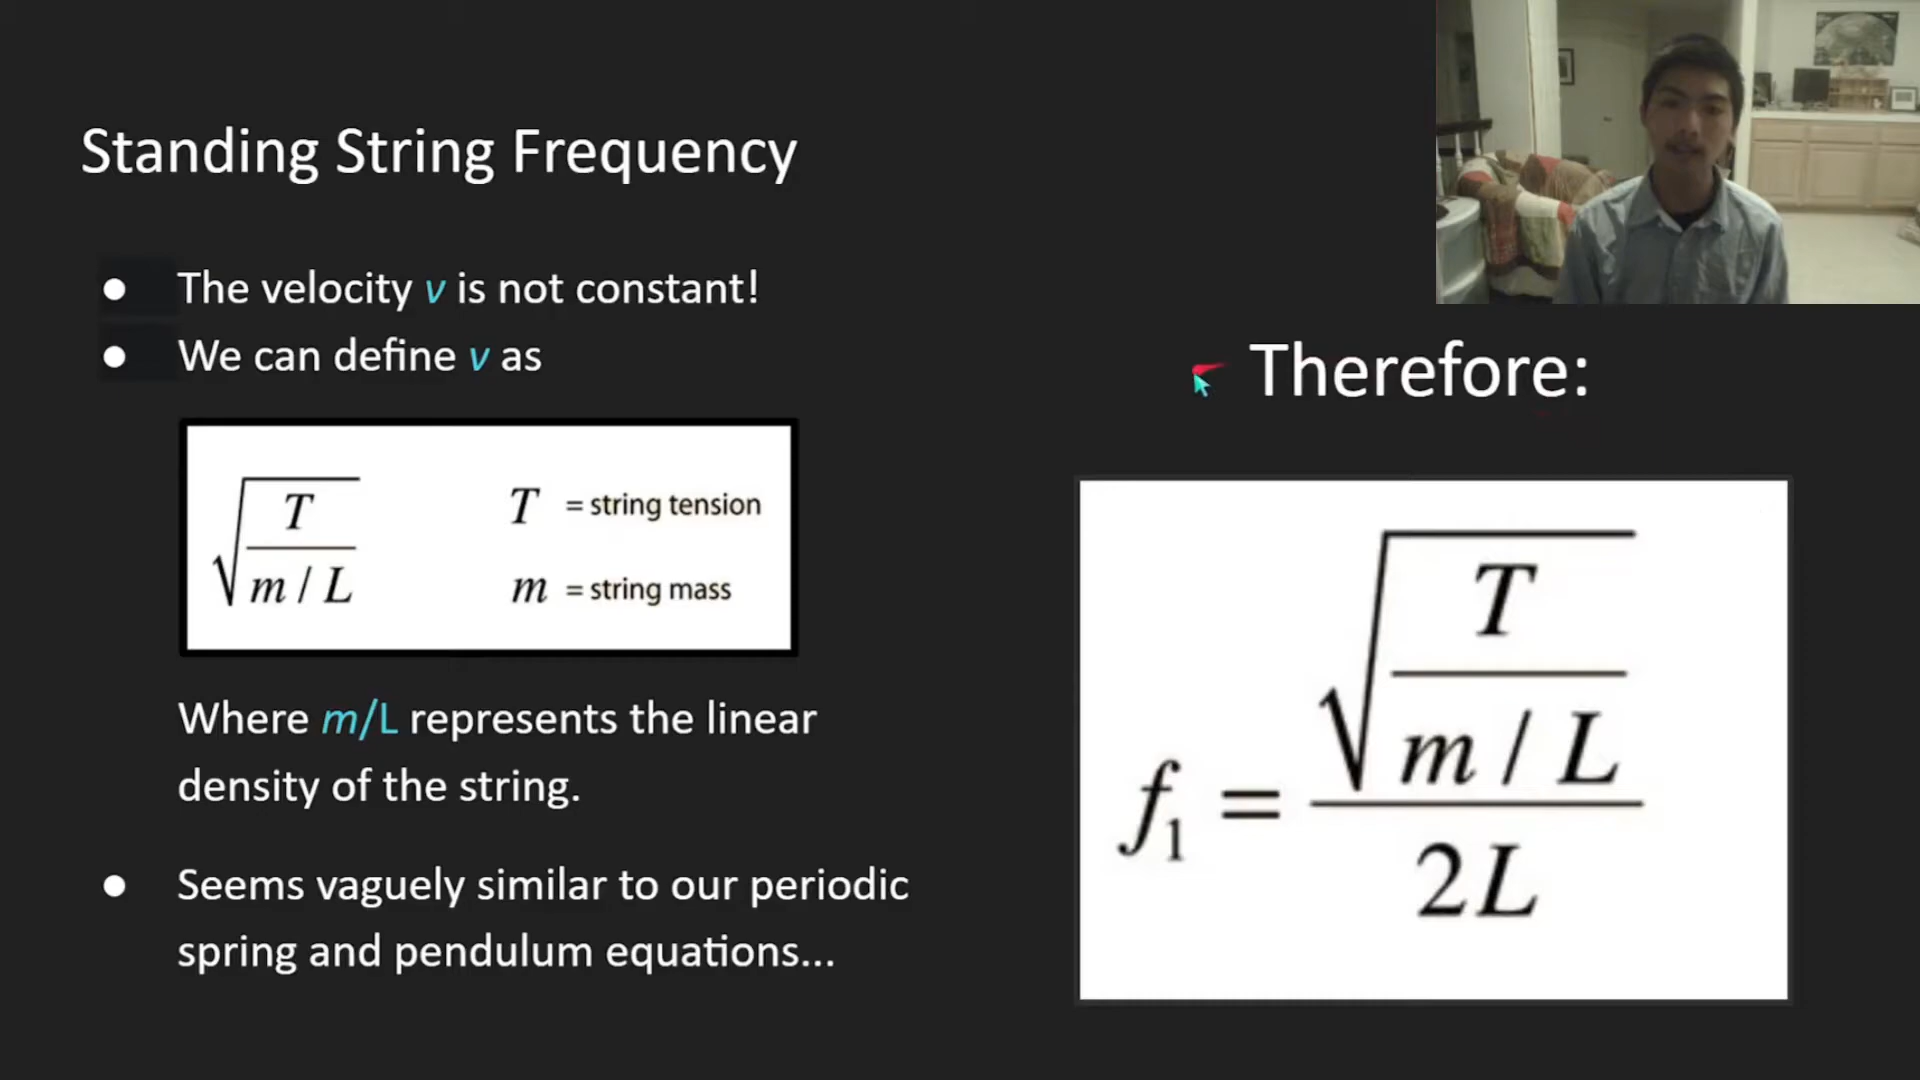 Standing String Frequency
● The velocity v is not constant!
● We can define v as
√(T / (m / L))
T = string tension
m = string mass
Where m/L represents the linear
density of the string.
● Seems vaguely similar to our periodic
spring and pendulum equations...
Therefore:
f₁ = √(T / (m / L)) / 2L